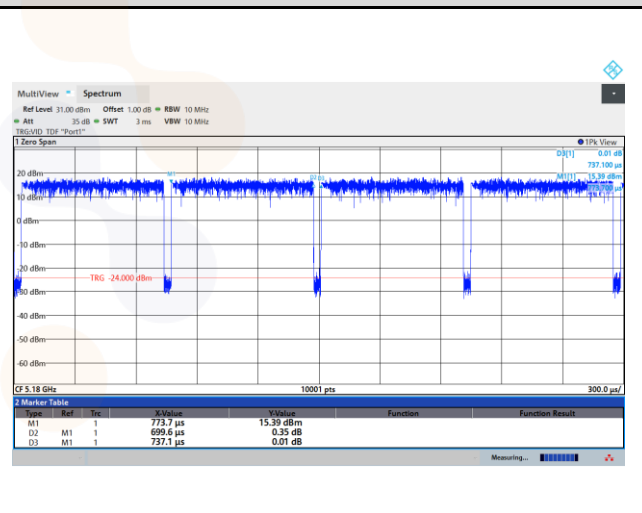 MultiView Spectrum
Ref Level 31.00 dBm Offset 1.00 dB RBW 10 MHz
Att 35 dB SWT 3 ms VBW 10 MHz
TRG:VID TDF "Port1"
1 Zero Span 1Pk View
D3[1] 0.01 dB
737.100 µs
M1[1] 15.39 dBm
773.700 µs
M1
20 dBm
10 dBm
0 dBm
-10 dBm
-20 dBm
TRG -24.000 dBm
-30 dBm
-40 dBm
-50 dBm
-60 dBm
CF 5.18 GHz 10001 pts 300.0 µs/
2 Marker Table
Type Ref Trc X-Value Y-Value Function Function Result
M1 1 773.7 µs 15.39 dBm
D2 M1 1 699.6 µs 0.35 dB
D3 M1 1 737.1 µs 0.01 dB
Measuring...